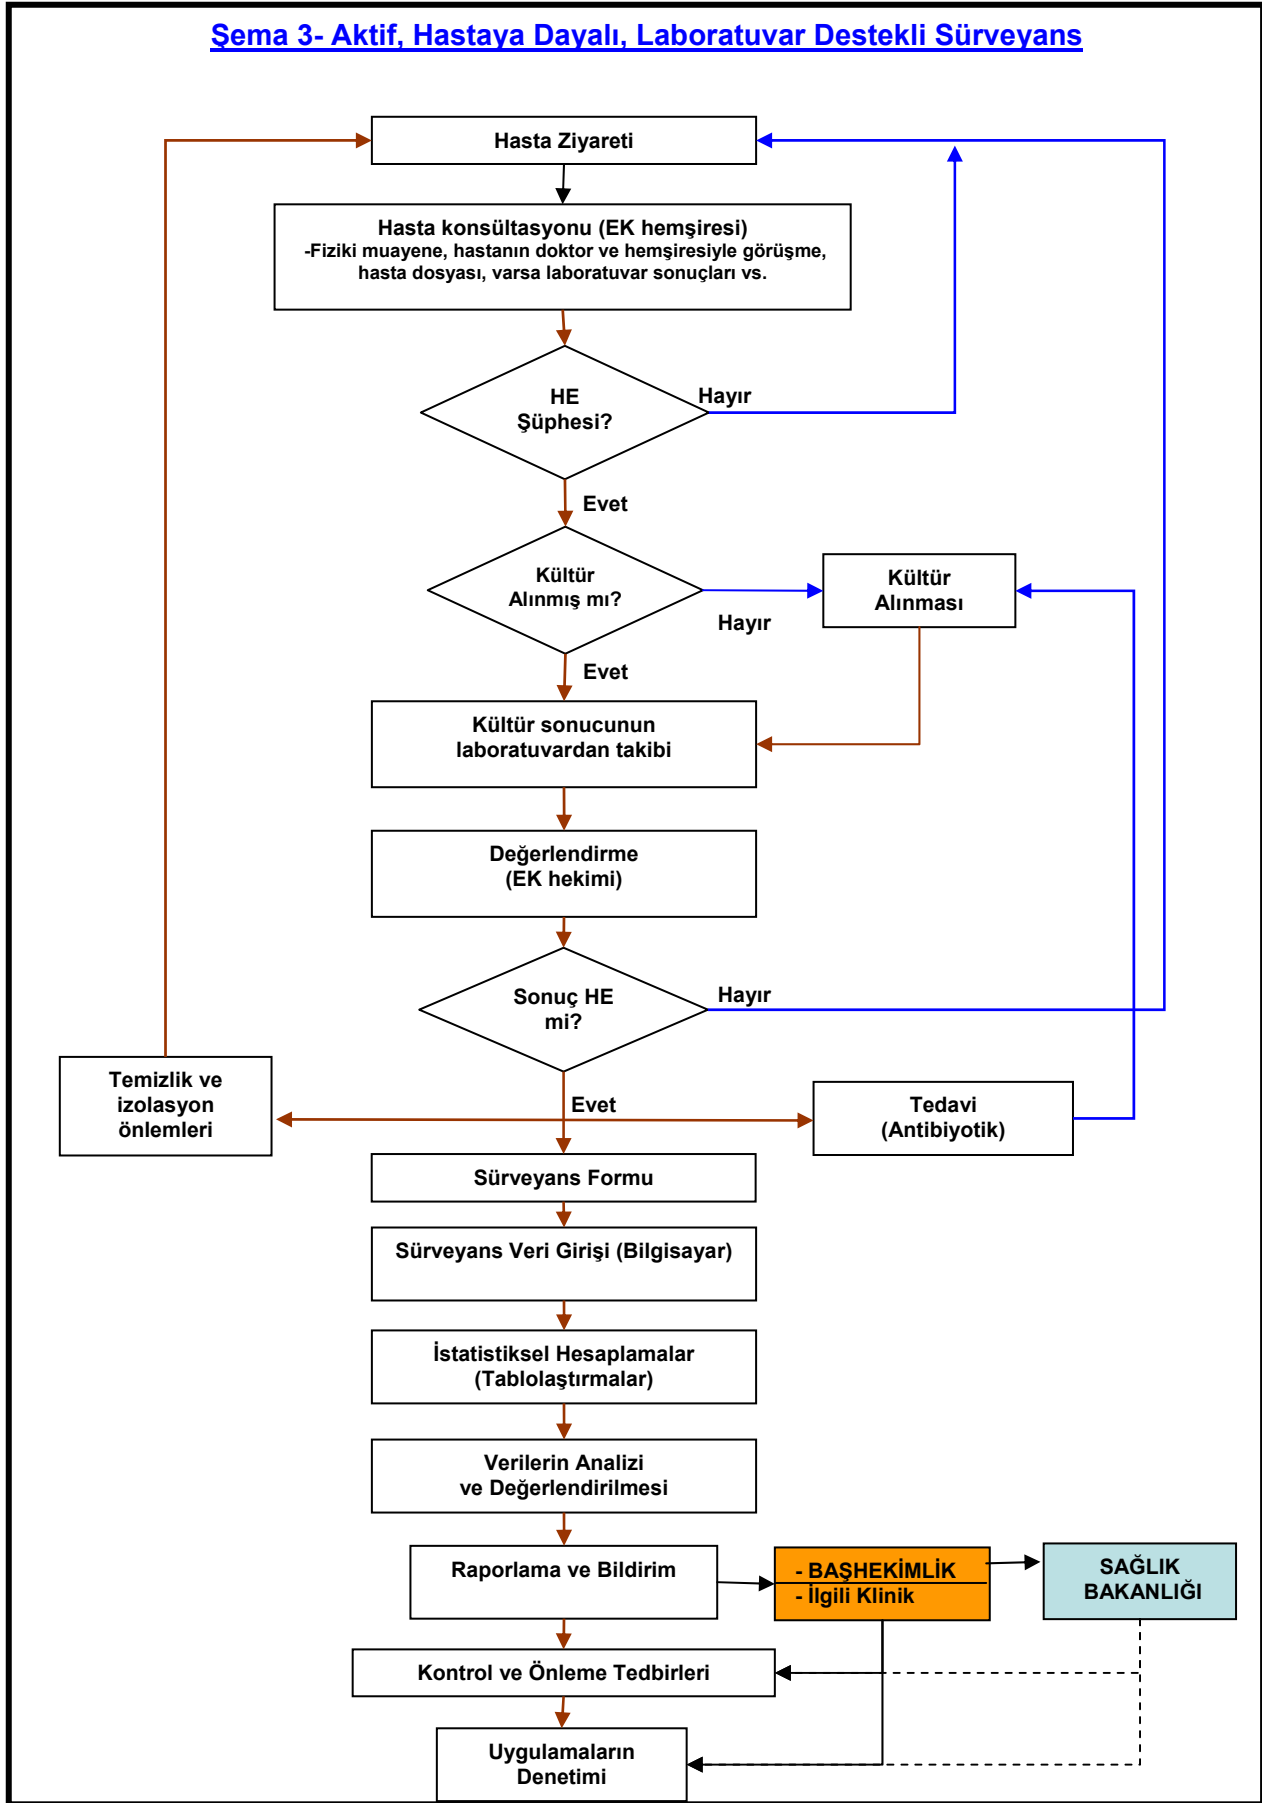 Şema 3- Aktif, Hastaya Dayalı, Laboratuvar Destekli Sürveyans
Hasta Ziyareti
Hasta konsültasyonu (EK hemşiresi)
-Fiziki muayene, hastanın doktor ve hemşiresiyle görüşme,
hasta dosyası, varsa laboratuvar sonuçları vs.
HE
Şüphesi?
Hayır
Evet
Kültür
Alınmış mı?
Hayır
Kültür
Alınması
Evet
Kültür sonucunun
laboratuvardan takibi
Değerlendirme
(EK hekimi)
Sonuç HE
mi?
Hayır
Temizlik ve
izolasyon
önlemleri
Evet
Tedavi
(Antibiyotik)
Sürveyans Formu
Sürveyans Veri Girişi (Bilgisayar)
İstatistiksel Hesaplamalar
(Tablolaştırmalar)
Verilerin Analizi
ve Değerlendirilmesi
Raporlama ve Bildirim
- BAŞHEKİMLİK
- İlgili Klinik
SAĞLIK
BAKANLIĞI
Kontrol ve Önleme Tedbirleri
Uygulamaların
Denetimi